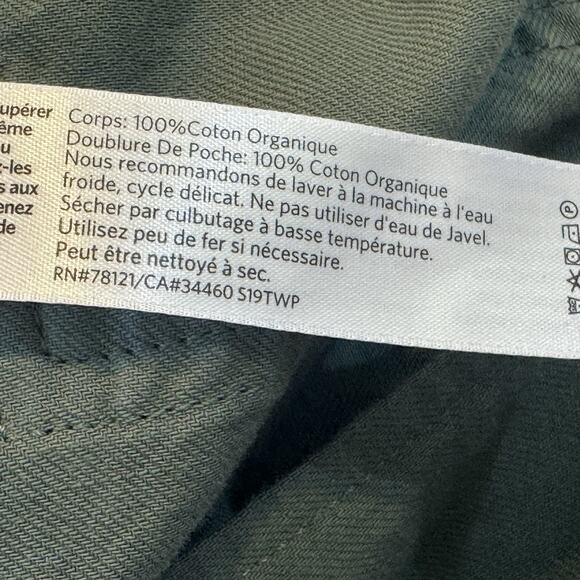 Corps: 100%Coton Organique
Doublure De Poche: 100% Coton Organique
Nous recommandons de laver à la machine à l'eau
froide, cycle délicat. Ne pas utiliser d'eau de Javel.
Sécher par culbutage à basse température.
Utilisez peu de fer si nécessaire.
Peut être nettoyé à sec.
RN#78121/CA#34460 S19TWP
aux
de